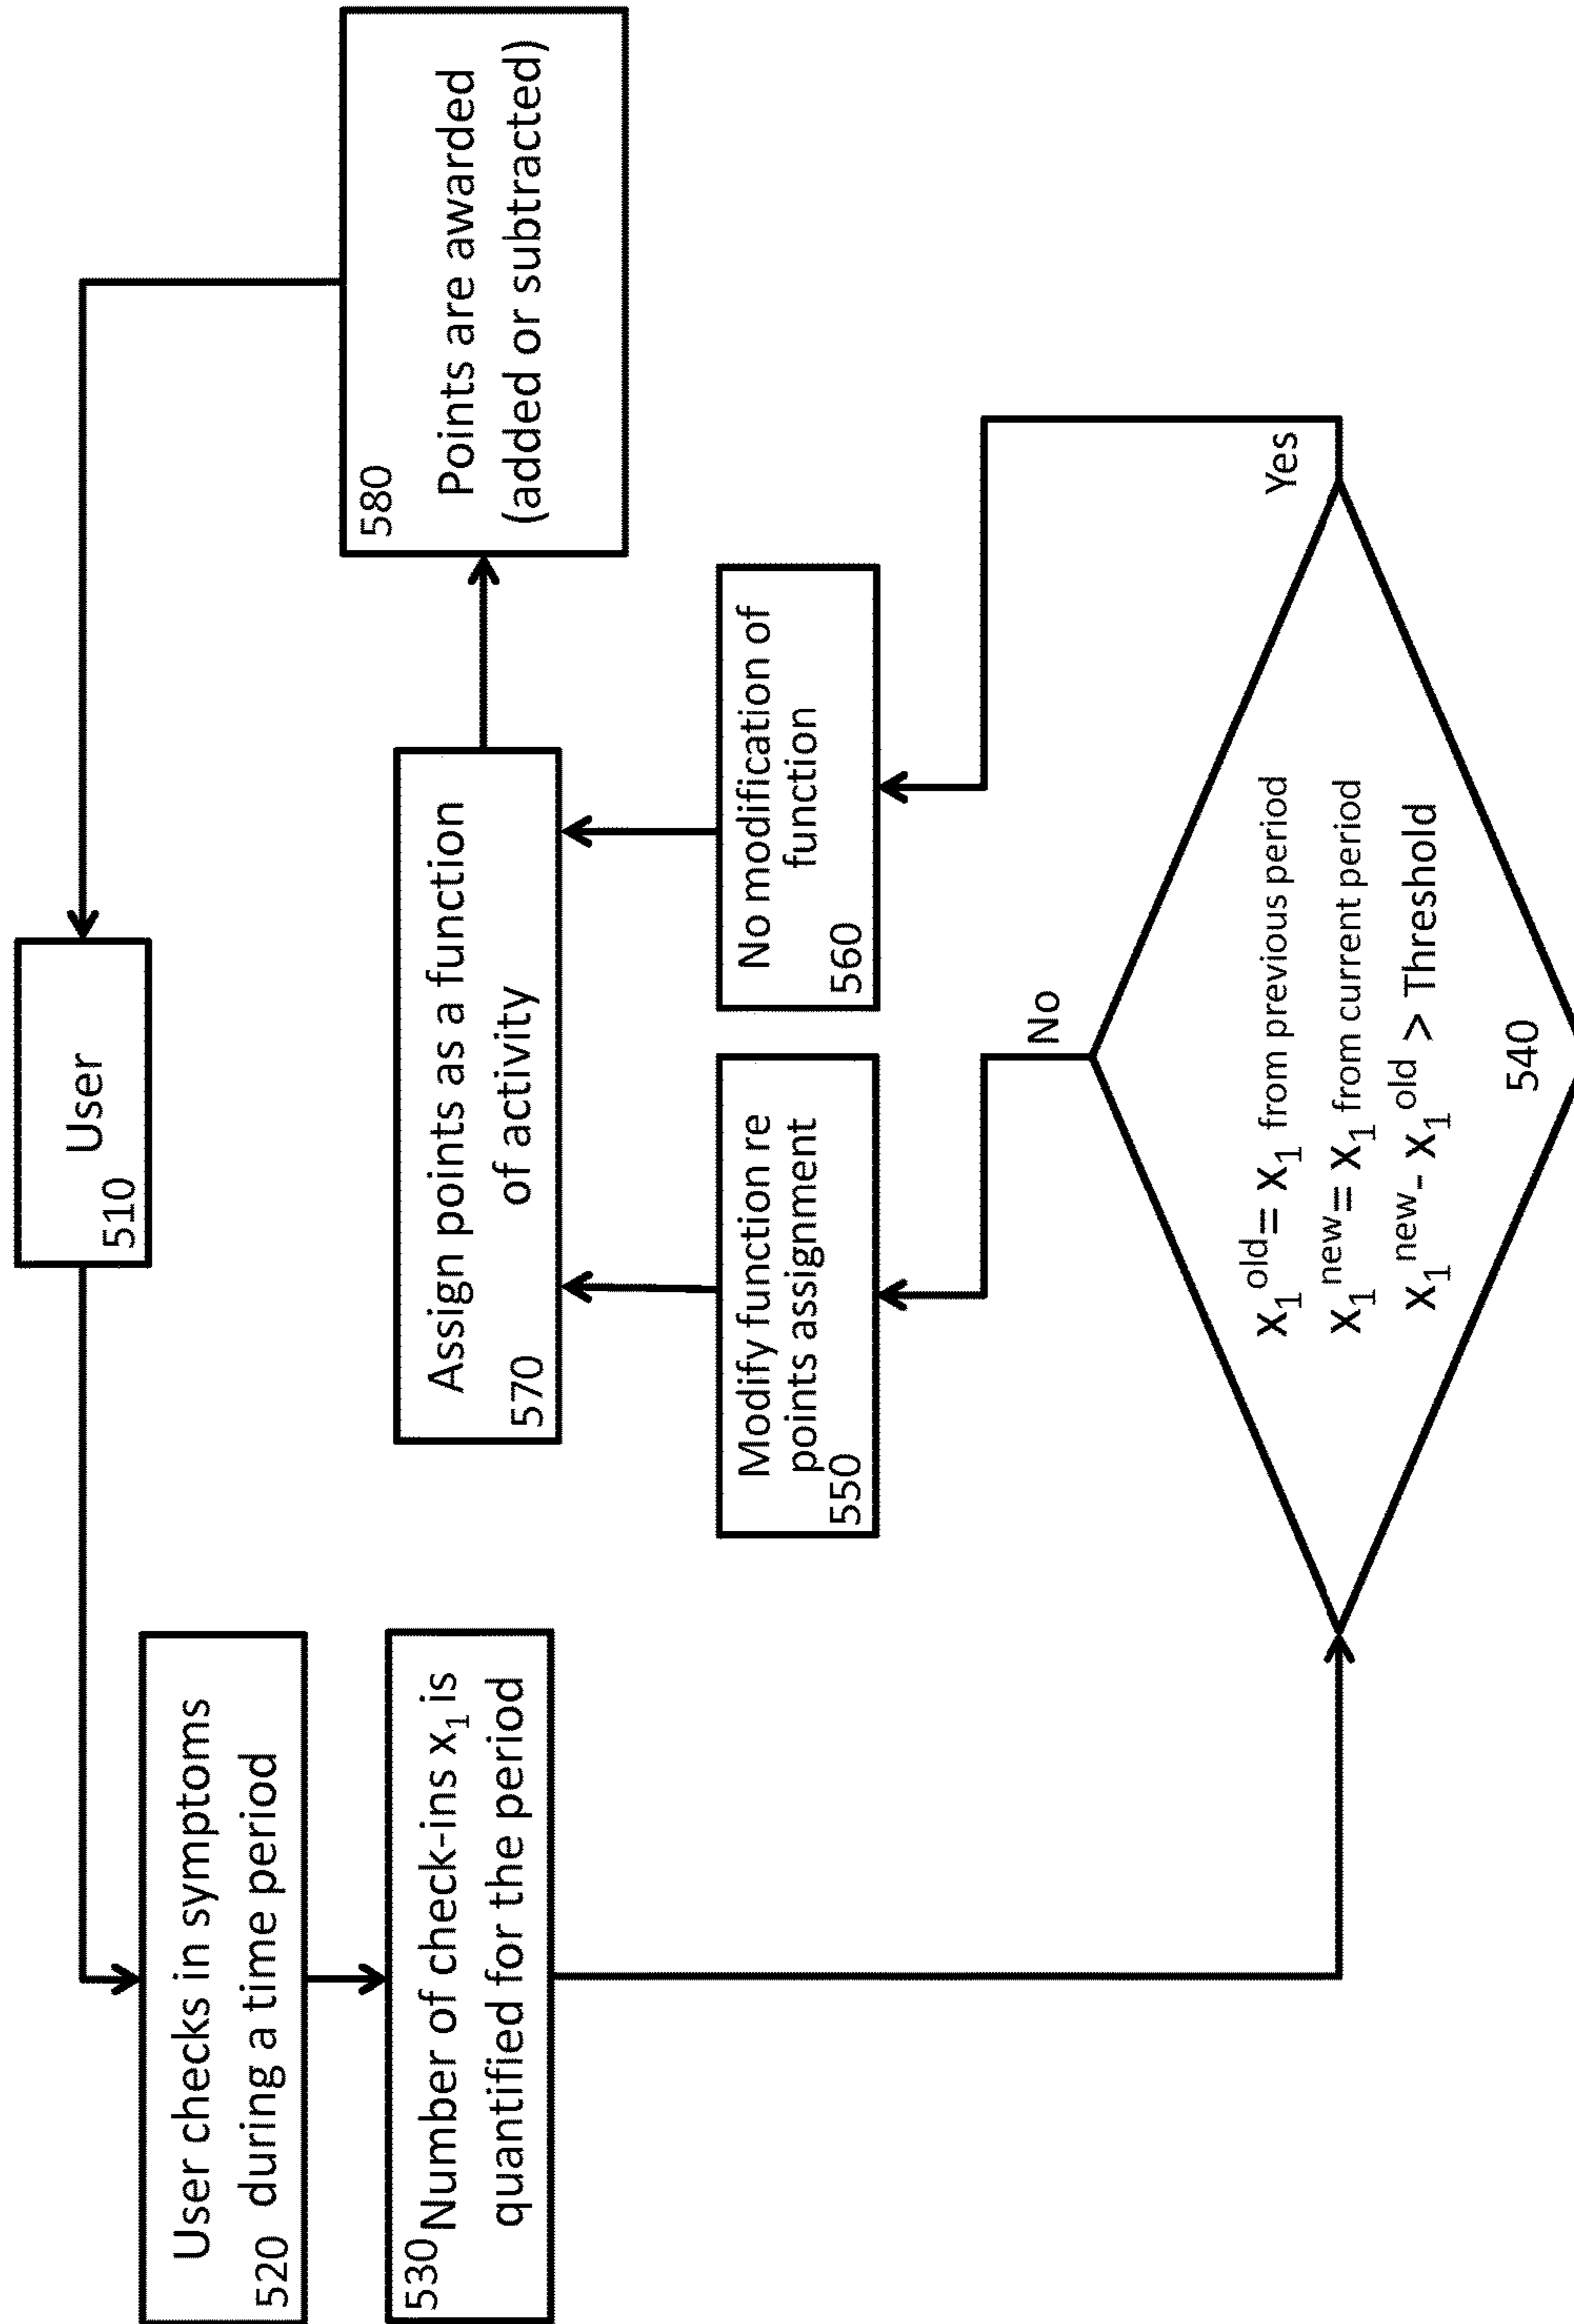 User
510
User checks in symptoms
520 during a time period
530 Number of check-ins x₁ is
quantified for the period
x₁ᵒˡᵈ= x₁ from previous period
x₁ⁿᵉʷ= x₁ from current period
x₁ⁿᵉʷ- x₁ᵒˡᵈ > Threshold
540
No
Yes
Modify function re
points assignment
550
No modification of
function
560
Assign points as a function
of activity
570
580
Points are awarded
(added or subtracted)